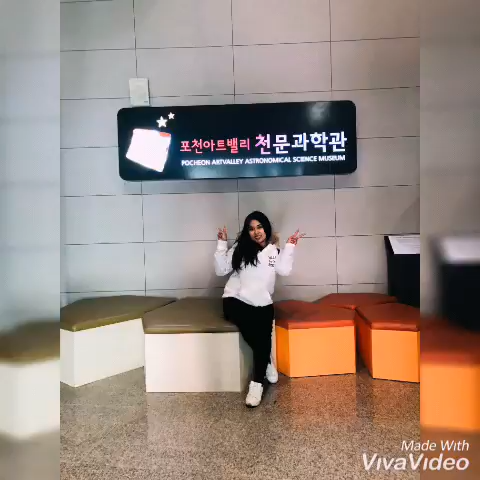 포천아트밸리 천문과학관
POCHEON ARTVALLEY ASTRONOMICAL SCIENCE MUSEUM
Made With
VivaVideo